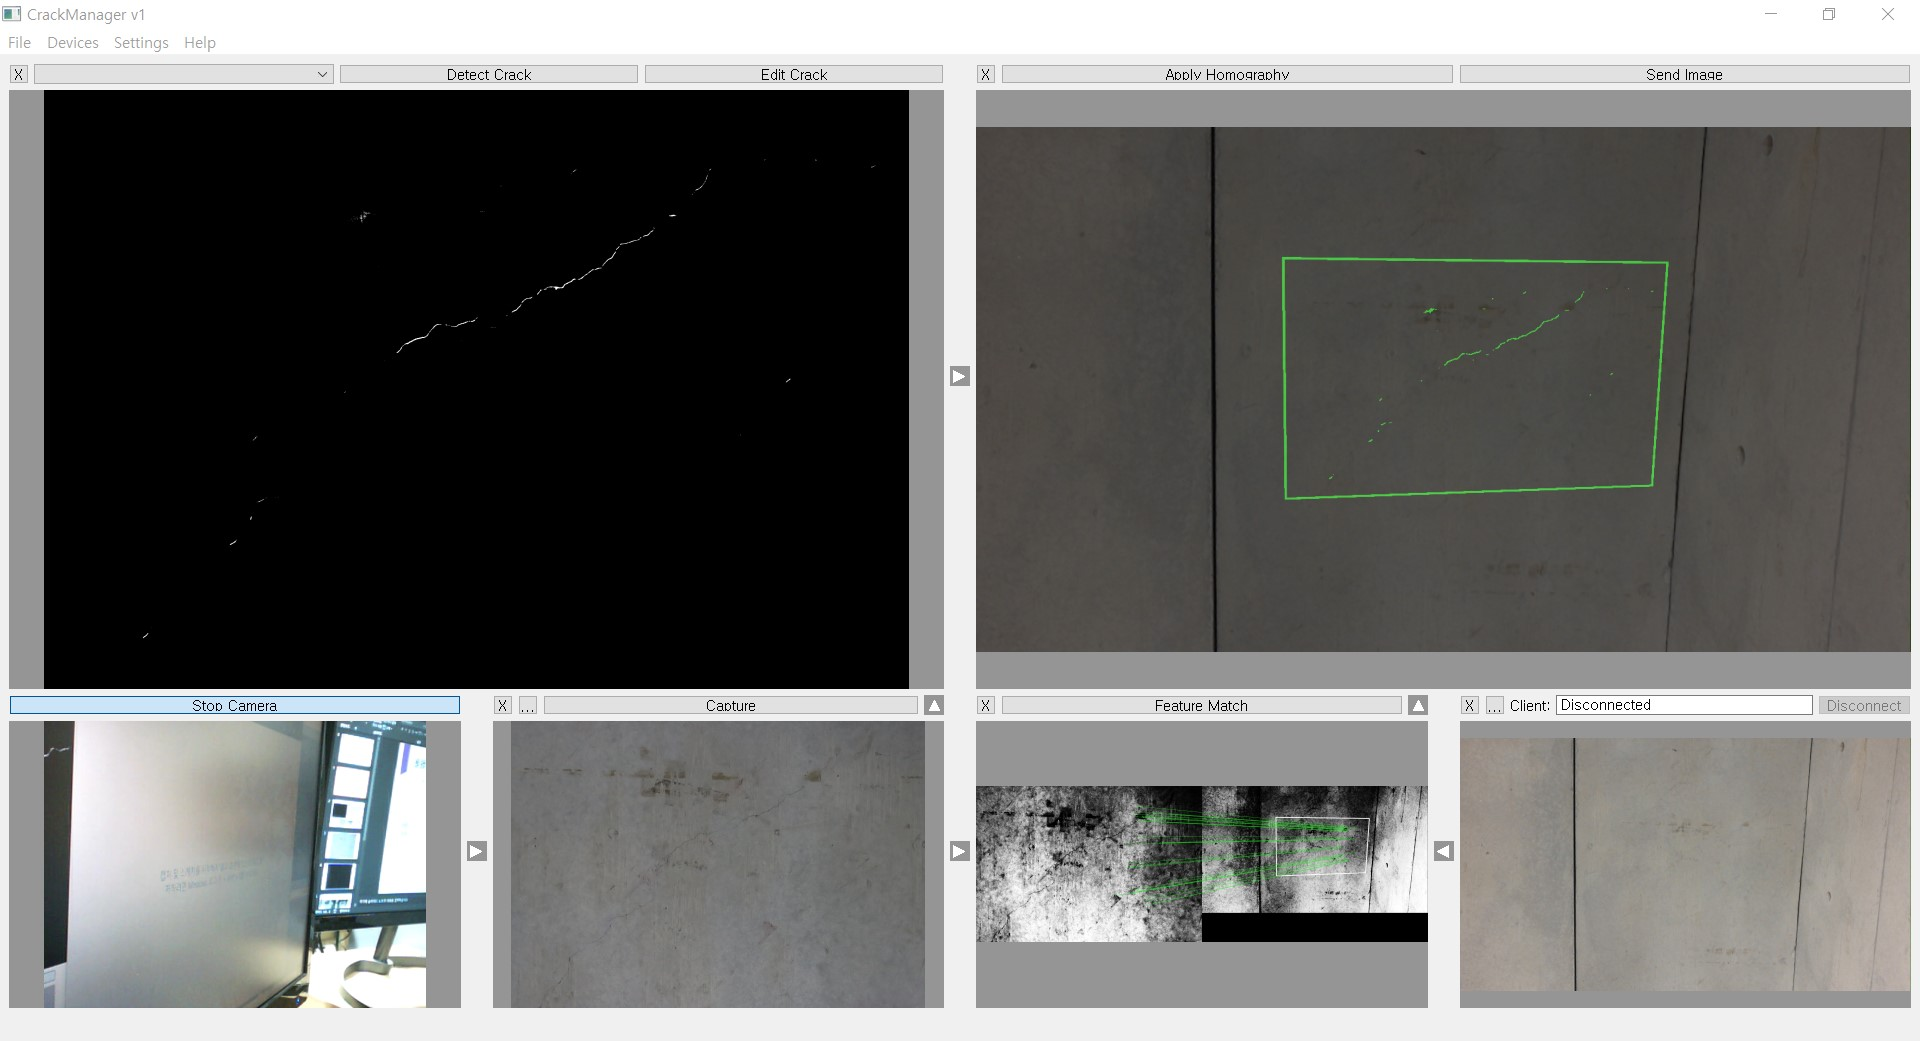 CrackManager v1
File Devices Settings Help
X Detect Crack Edit Crack
X Apply Homography Send Image
Stop Camera
X ... Capture
X Feature Match
X ... Client: Disconnected Disconnect